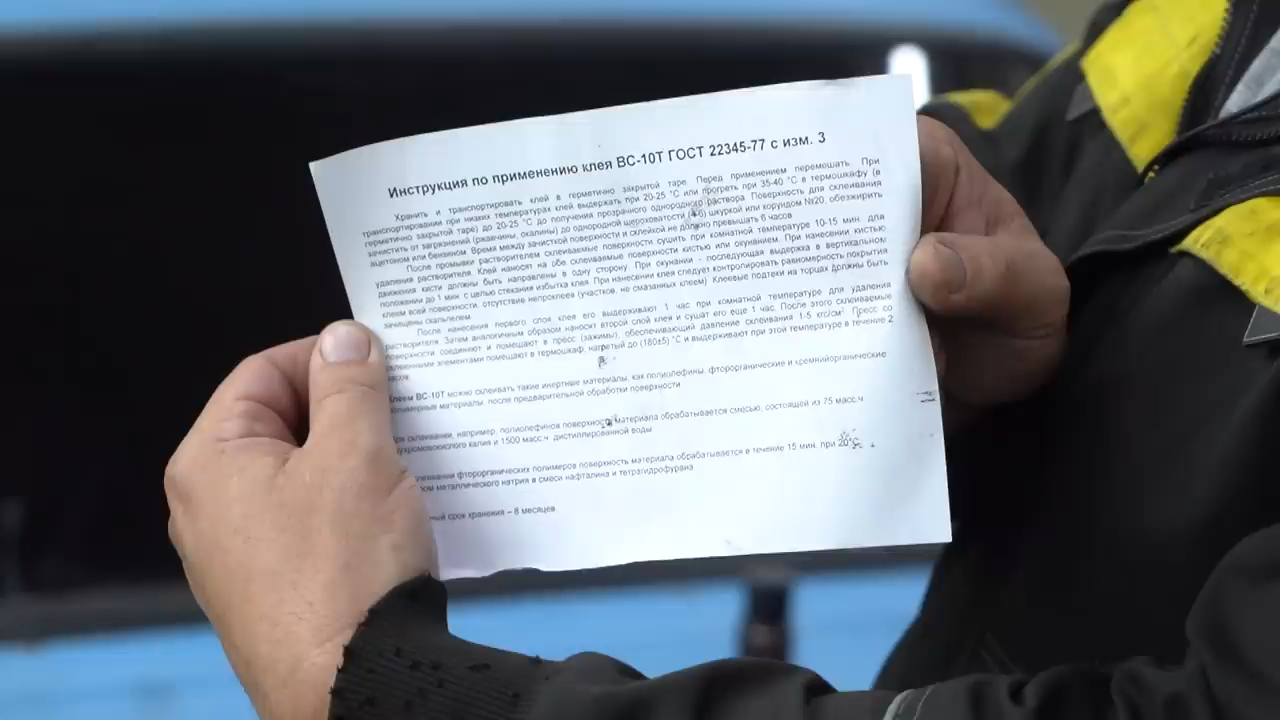 Инструкция по применению клея ВС-10Т ГОСТ 22345-77 с изм. 3
Хранить и транспортировать клей в герметично закрытой таре. Перед применением перемешать. При
транспортировании при низких температурах клей выдержать при 20-25 °С или прогреть при 35-40 °С в термошкафу (в
герметично закрытой таре) до 20-25 °С до получения прозрачного однородного раствора. Поверхность для склеивания
зачистить от загрязнений (ржавчины, окалины) до однородной шероховатости шкуркой или корундом №20, обезжирить
ацетоном или бензином. Время между зачисткой поверхности и склейкой не должно превышать 6 часов
После промывки растворителем склеиваемые поверхности сушить при комнатной температуре 10-15 мин. для
удаления растворителя. Клей наносят на обе склеиваемые поверхности кистью или окунанием. При нанесении кистью
движения кисти должны быть направлены в одну сторону. При окунании - последующая выдержка в вертикальном
положении до 1 мин. с целью стекания избытка клея. При нанесении клея следует контролировать равномерность покрытия
клеем всей поверхности, отсутствие непроклеев (участков, не смазанных клеем). Клеевые подтеки на торцах должны быть
зачищены скальпелем.
После нанесения первого слоя клея его выдерживают 1 час при комнатной температуре для удаления
растворителя. Затем аналогичным образом наносят второй слой клея и сушат его еще 1 час. После этого склеиваемые
поверхности соединяют и помещают в пресс (зажимы), обеспечивающий давление склеивания 1-5 кгс/см². Пресс со
склеенными элементами помещают в термошкаф, нагретый до (180±5) °С и выдерживают при этой температуре в течение 2
часов
Клеем ВС-10Т можно склеивать такие инертные материалы, как полиолефины, фторорганические и кремнийорганические
полимерные материалы, после предварительной обработки поверхности
При склеивании, например, полиолефинов поверхность материала обрабатывается смесью, состоящей из 75 масс.ч
двухромовокислого калия и 1500 масс.ч. дистиллированной воды
склеивании фторорганических полимеров поверхность материала обрабатывается в течение 15 мин. при 20°С
металлического натрия в смеси нафталина и тетрагидрофурана
срок хранения – 8 месяцев